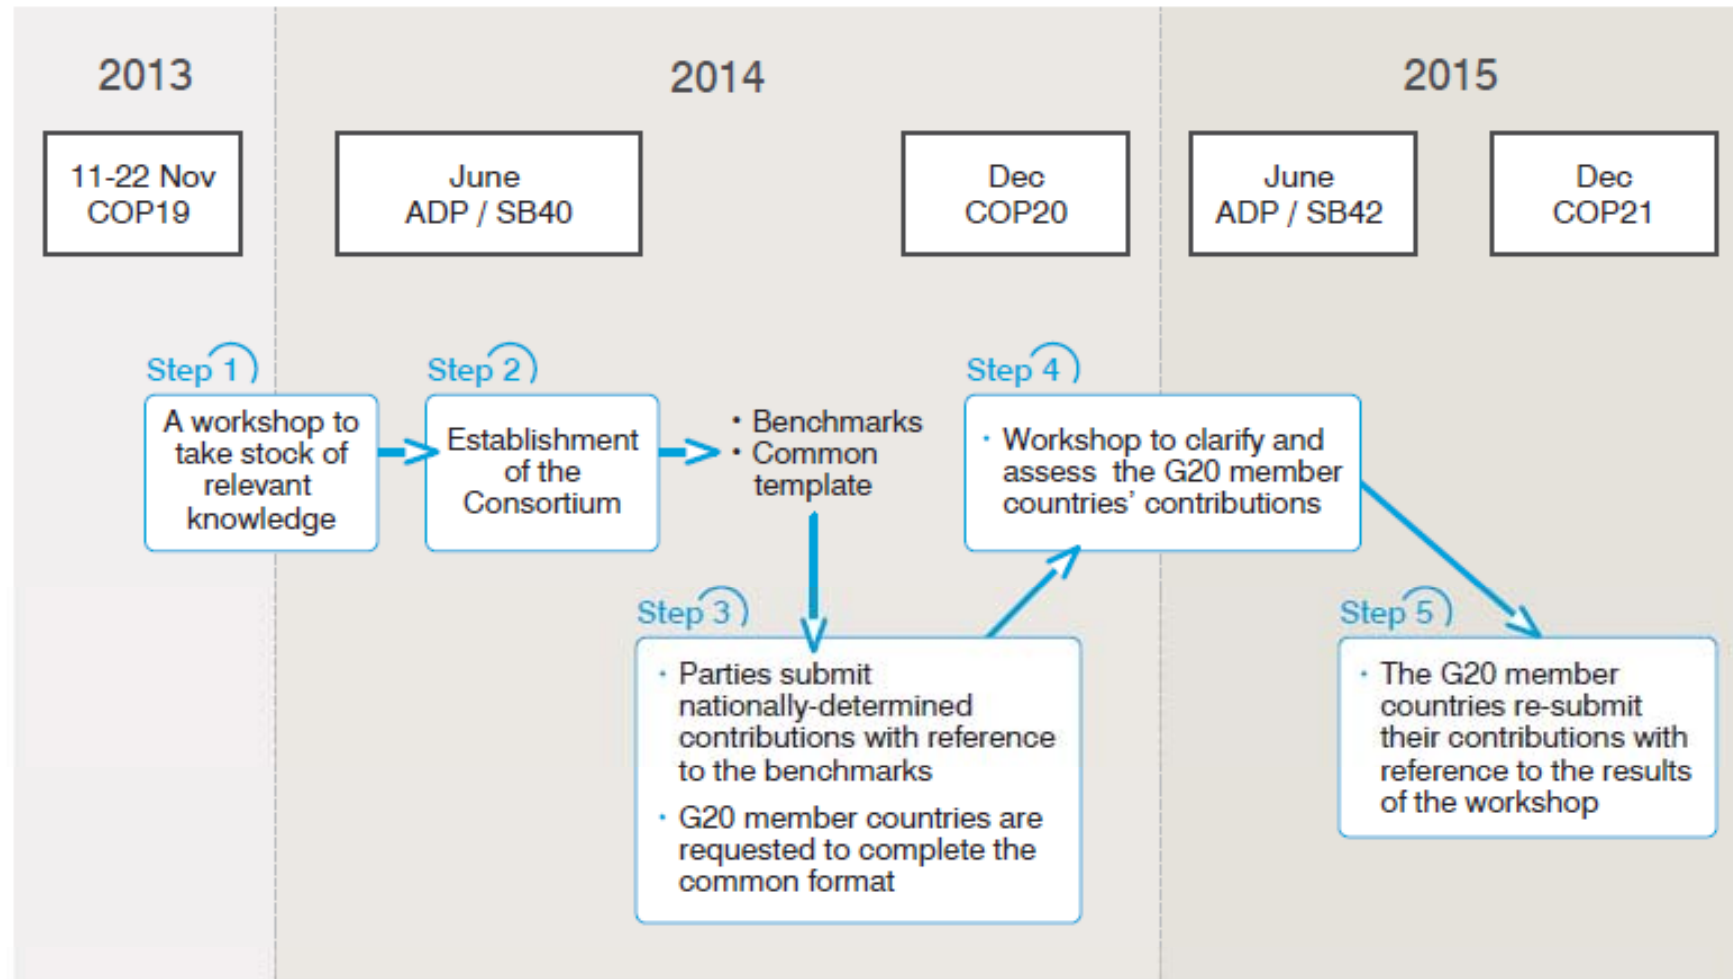 2013
2014
2015
11-22 Nov
COP19
June
ADP / SB40
Dec
COP20
June
ADP / SB42
Dec
COP21
Step 1
A workshop to
take stock of
relevant
knowledge
Step 2
Establishment
of the
Consortium
• Benchmarks
• Common
template
Step 3
• Parties submit
nationally-determined
contributions with reference
to the benchmarks
• G20 member countries are
requested to complete the
common format
Step 4
• Workshop to clarify and
assess the G20 member
countries' contributions
Step 5
• The G20 member
countries re-submit
their contributions with
reference to the results
of the workshop